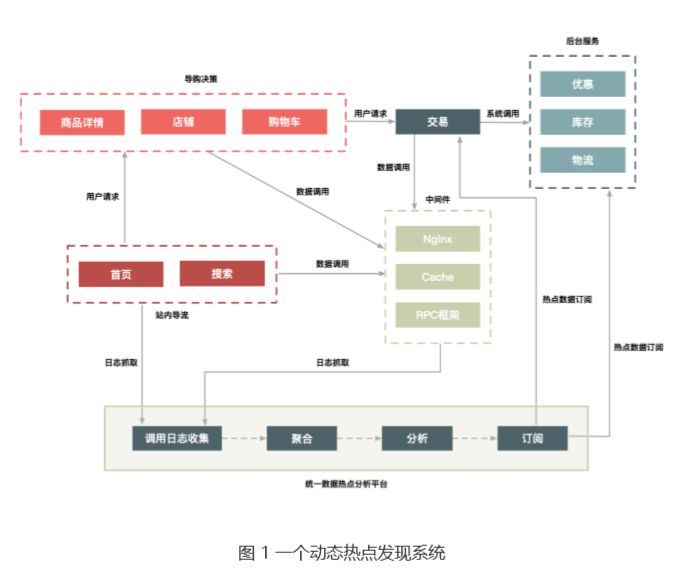 后台服务
导购决策
优惠
商品详情
店铺
购物车
用户请求
交易
系统调用
库存
物流
数据调用
用户请求
数据调用
中间件
Nginx
首页
搜索
数据调用
Cache
热点数据订阅
站内导流
RPC框架
热点数据订阅
日志抓取
日志抓取
调用日志收集
聚合
分析
订阅
统一数据热点分析平台
图 1 一个动态热点发现系统